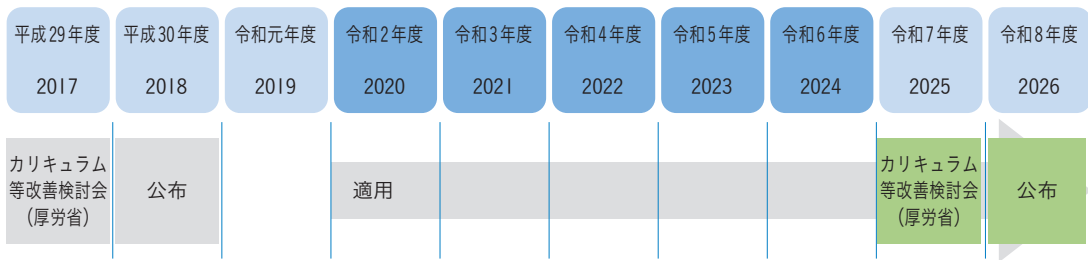 平成29年度
2017
平成30年度
2018
令和元年度
2019
令和2年度
2020
令和3年度
2021
令和4年度
2022
令和5年度
2023
令和6年度
2024
令和7年度
2025
令和8年度
2026
カリキュラム
等改善検討会
(厚労省)
公布
適用
カリキュラム
等改善検討会
(厚労省)
公布